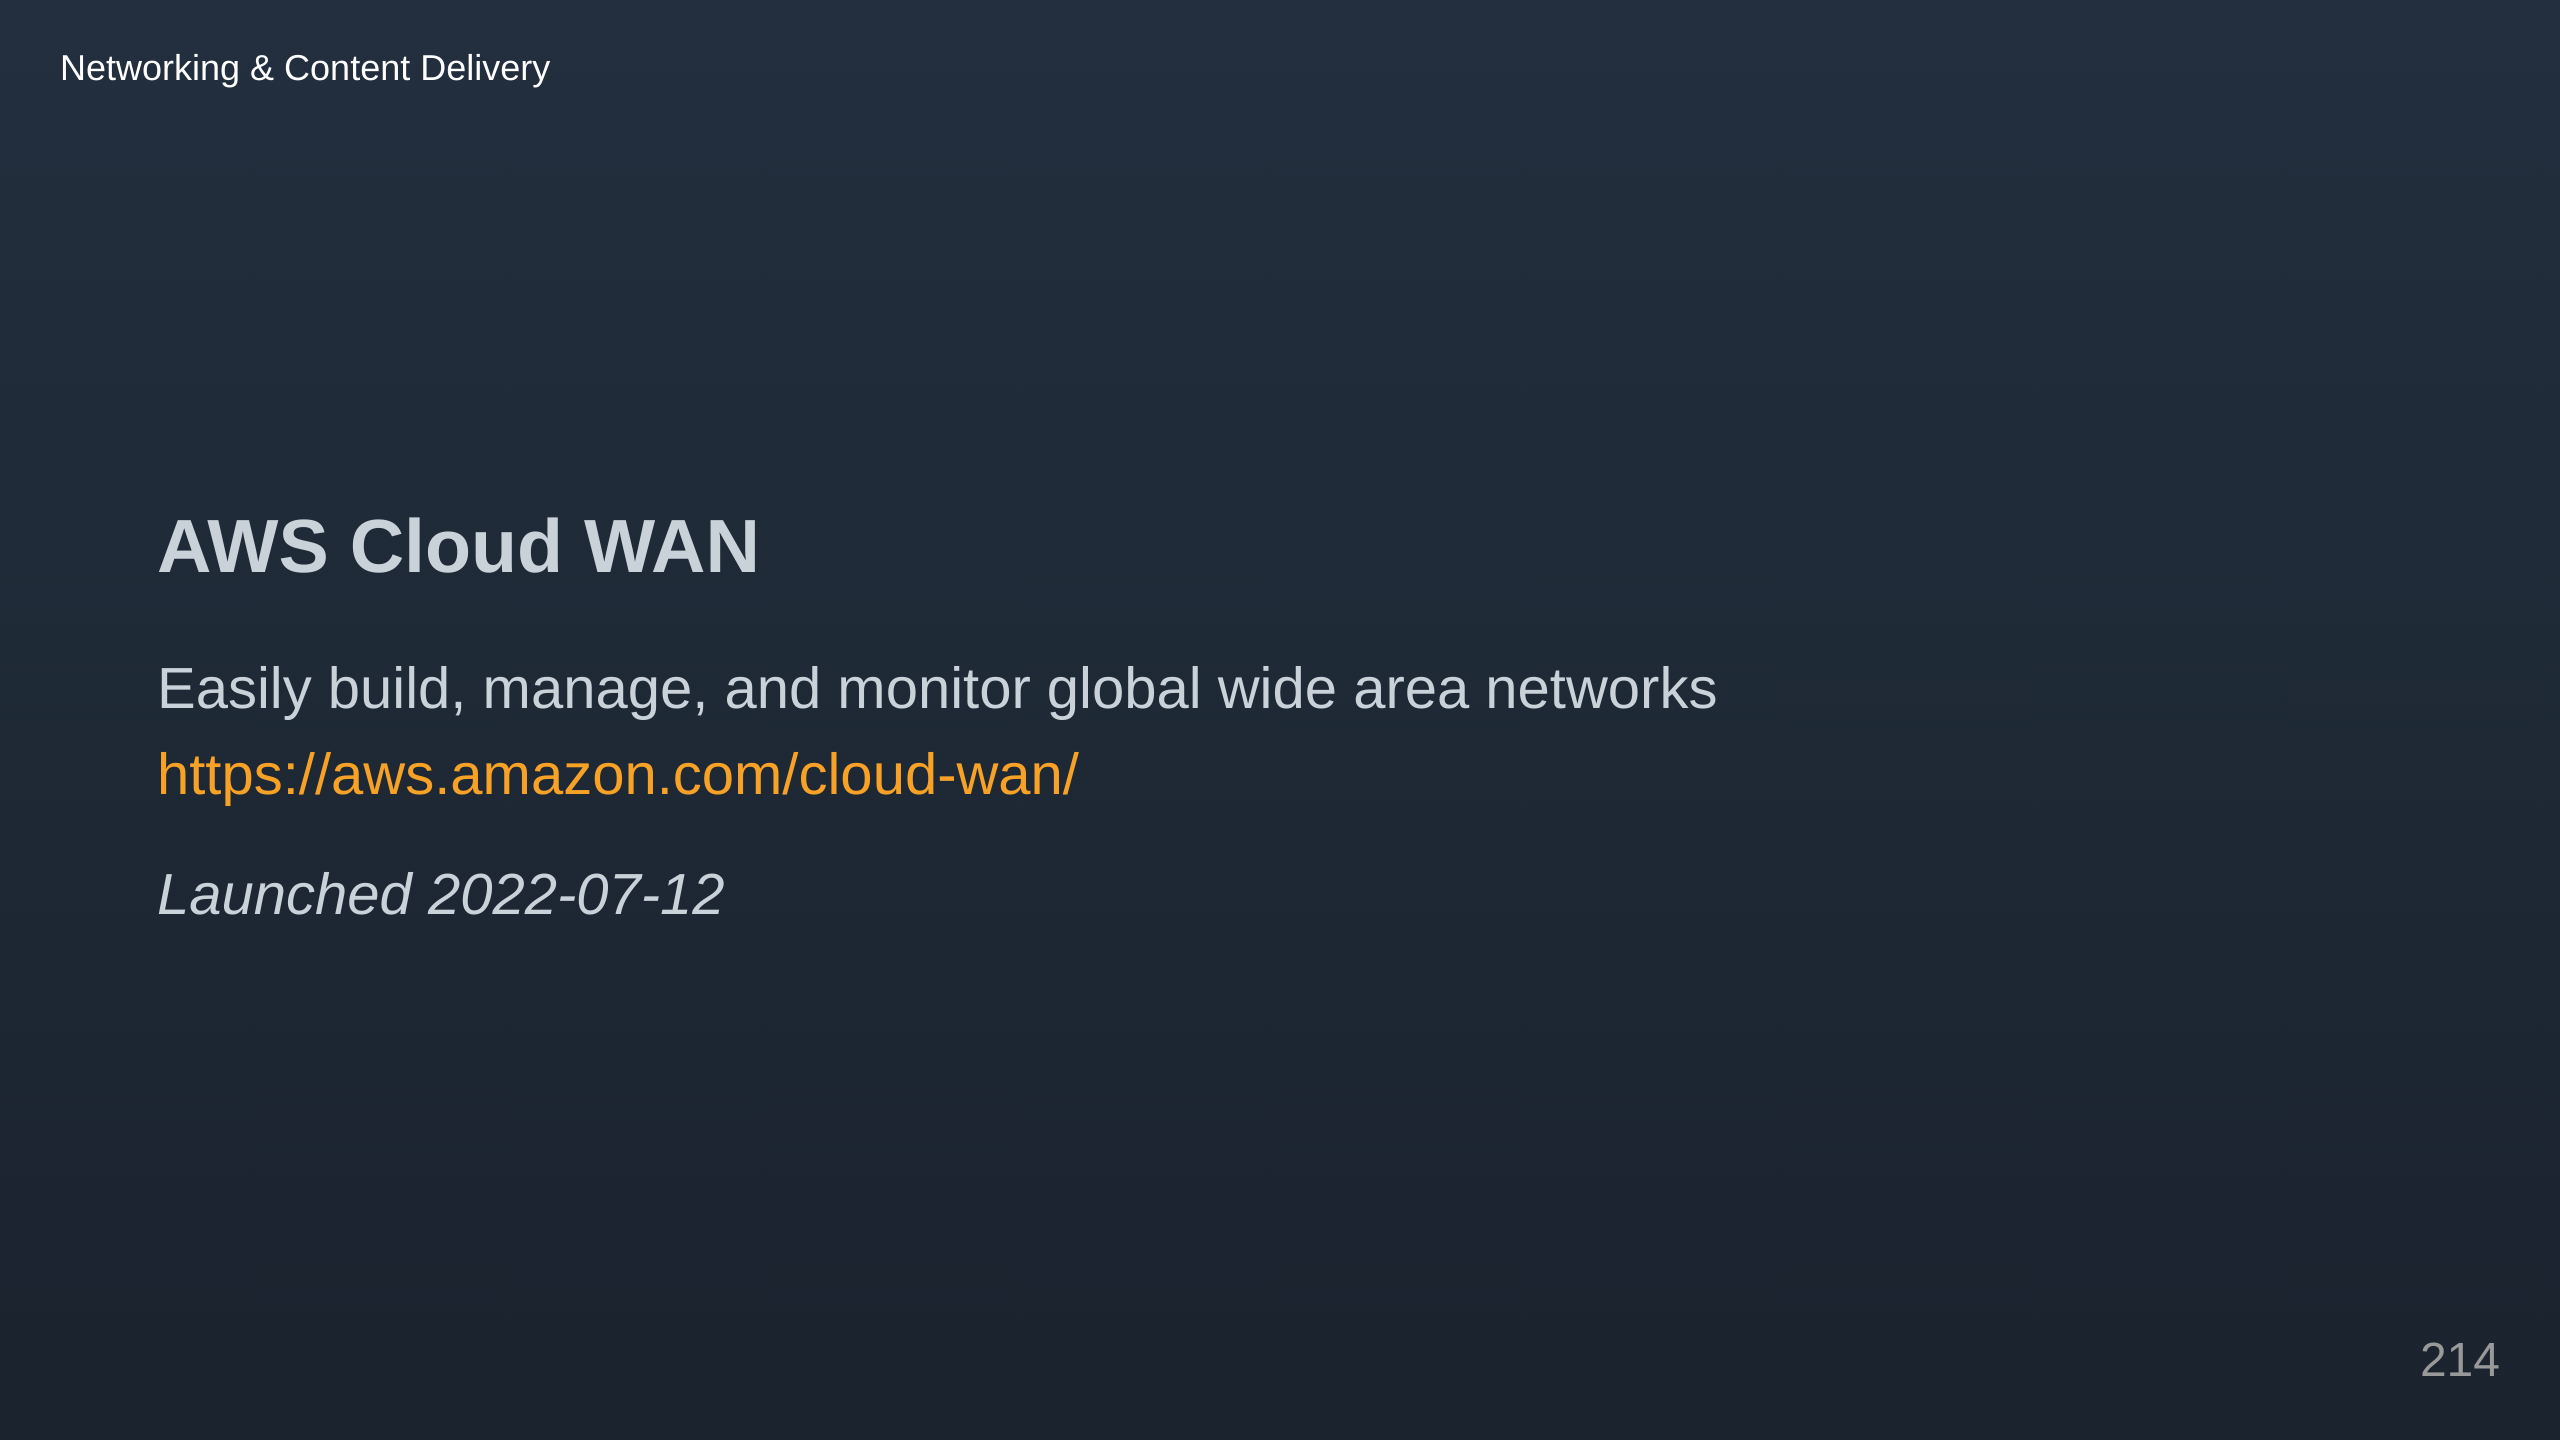 Networking & Content Delivery
AWS Cloud WAN
Easily build, manage, and monitor global wide area networks
https://aws.amazon.com/cloud-wan/
Launched 2022-07-12
214